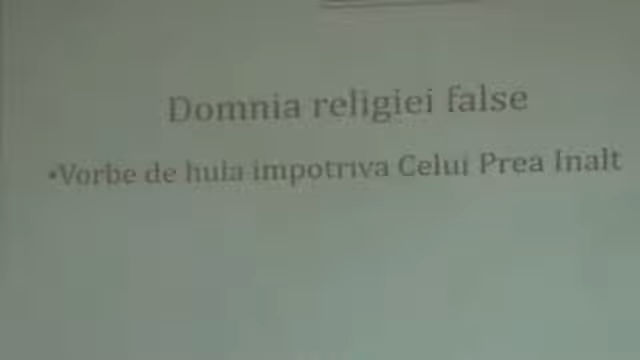 Domnia religiei false
•Vorbe de hula impotriva Celui Prea Inalt